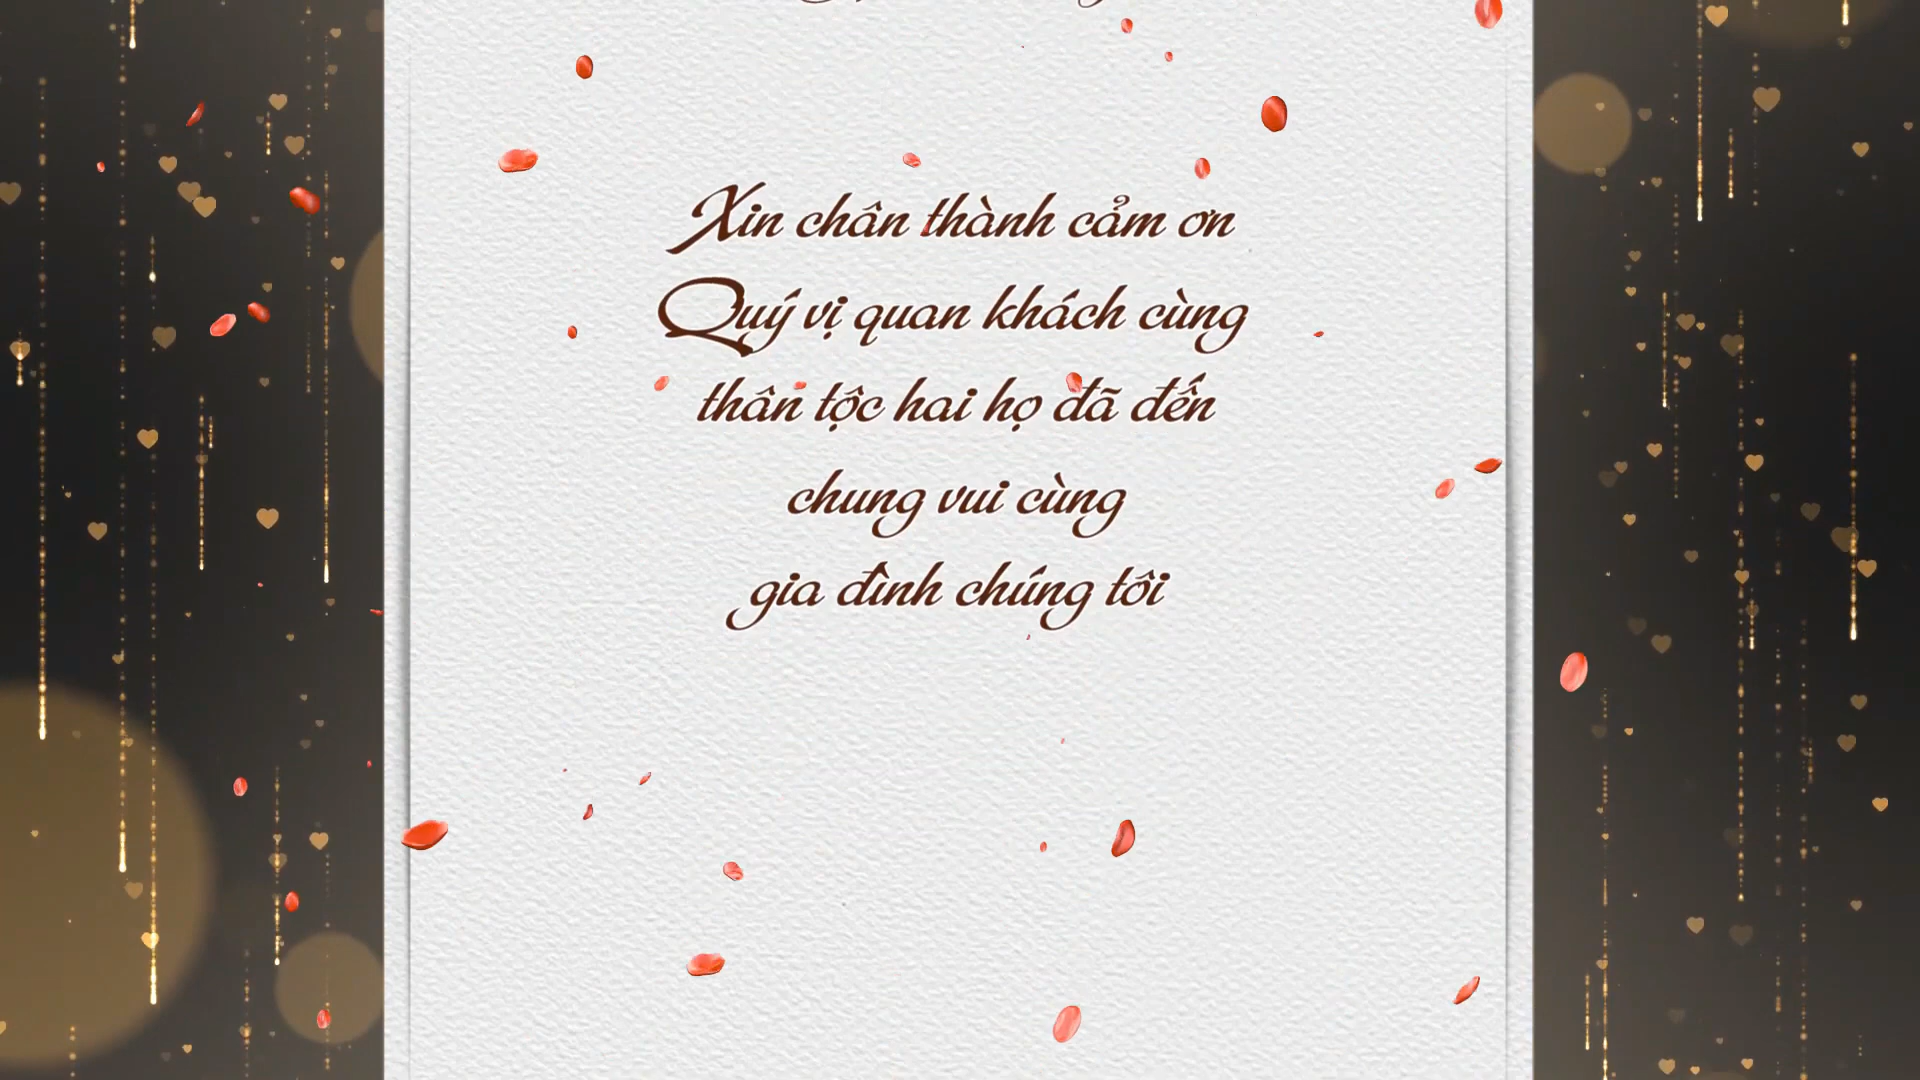 Xin chân thành cảm ơn
Quý vị quan khách cùng
thân tộc hai họ đã đến
chung vui cùng
gia đình chúng tôi